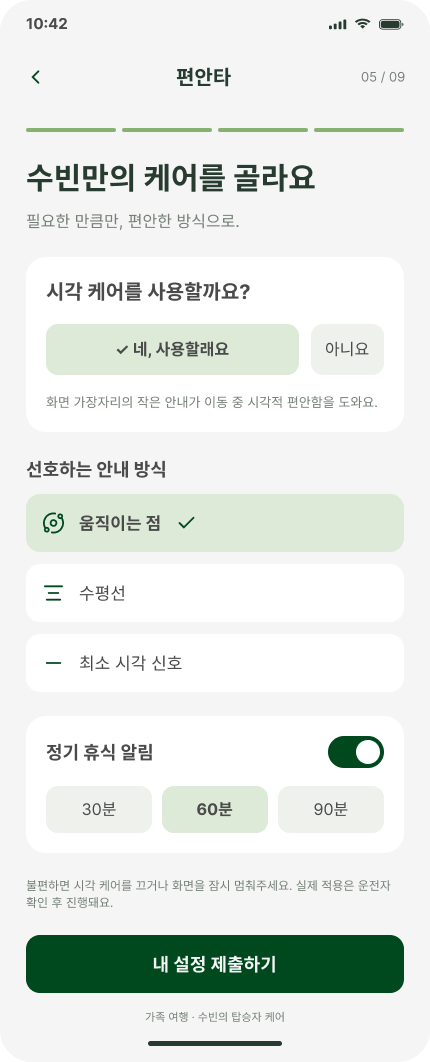 10:42
편안타
05 / 09
수빈만의 케어를 골라요
필요한 만큼만, 편안한 방식으로.
시각 케어를 사용할까요?
네, 사용할래요
아니요
화면 가장자리의 작은 안내가 이동 중 시각적 편안함을 도와요.
선호하는 안내 방식
움직이는 점
수평선
최소 시각 신호
정기 휴식 알림
30분
60분
90분
불편하면 시각 케어를 끄거나 화면을 잠시 멈춰주세요. 실제 적용은 운전자
확인 후 진행돼요.
내 설정 제출하기
가족 여행 · 수빈의 탑승자 케어